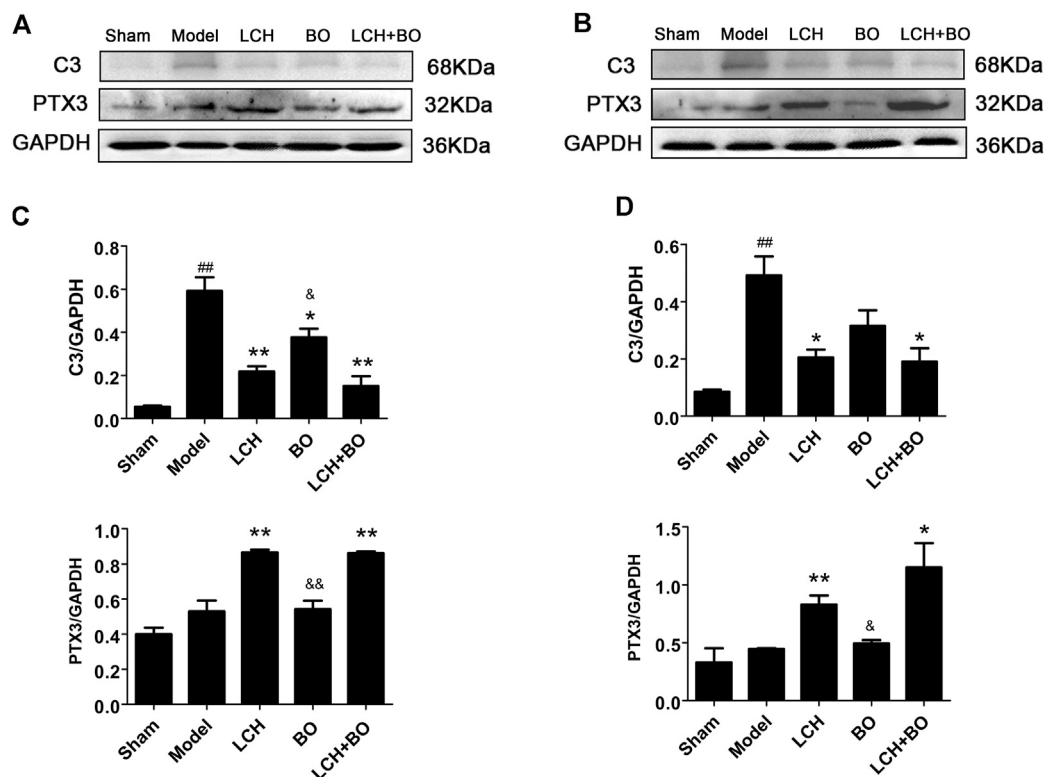 A
Sham Model LCH BO LCH+BO
C3 68KDa
PTX3 32KDa
GAPDH 36KDa
B
Sham Model LCH BO LCH+BO
C3 68KDa
PTX3 32KDa
GAPDH 36KDa
C
C3/GAPDH
0.8
0.6
0.4
0.2
0.0
##
**
&
*
**
Sham Model LCH BO LCH+BO
PTX3/GAPDH
1.0
0.8
0.6
0.4
0.2
0.0
**
&&
**
Sham Model LCH BO LCH+BO
D
C3/GAPDH
0.6
0.4
0.2
0.0
##
*
*
Sham Model LCH BO LCH+BO
PTX3/GAPDH
1.5
1.0
0.5
0.0
**
&
*
Sham Model LCH BO LCH+BO